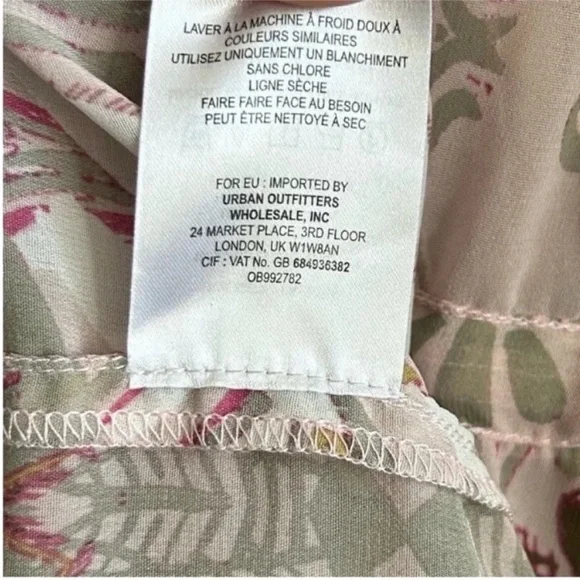 LAVER À LA MACHINE À FROID DOUX À
COULEURS SIMILAIRES
UTILISEZ UNIQUEMENT UN BLANCHIMENT
SANS CHLORE
LIGNE SÈCHE
FAIRE FAIRE FACE AU BESOIN
PEUT ÊTRE NETTOYÉ À SEC
FOR EU : IMPORTED BY
URBAN OUTFITTERS
WHOLESALE, INC
24 MARKET PLACE, 3RD FLOOR
LONDON, UK W1W8AN
CIF : VAT No. GB 684936382
OB992782